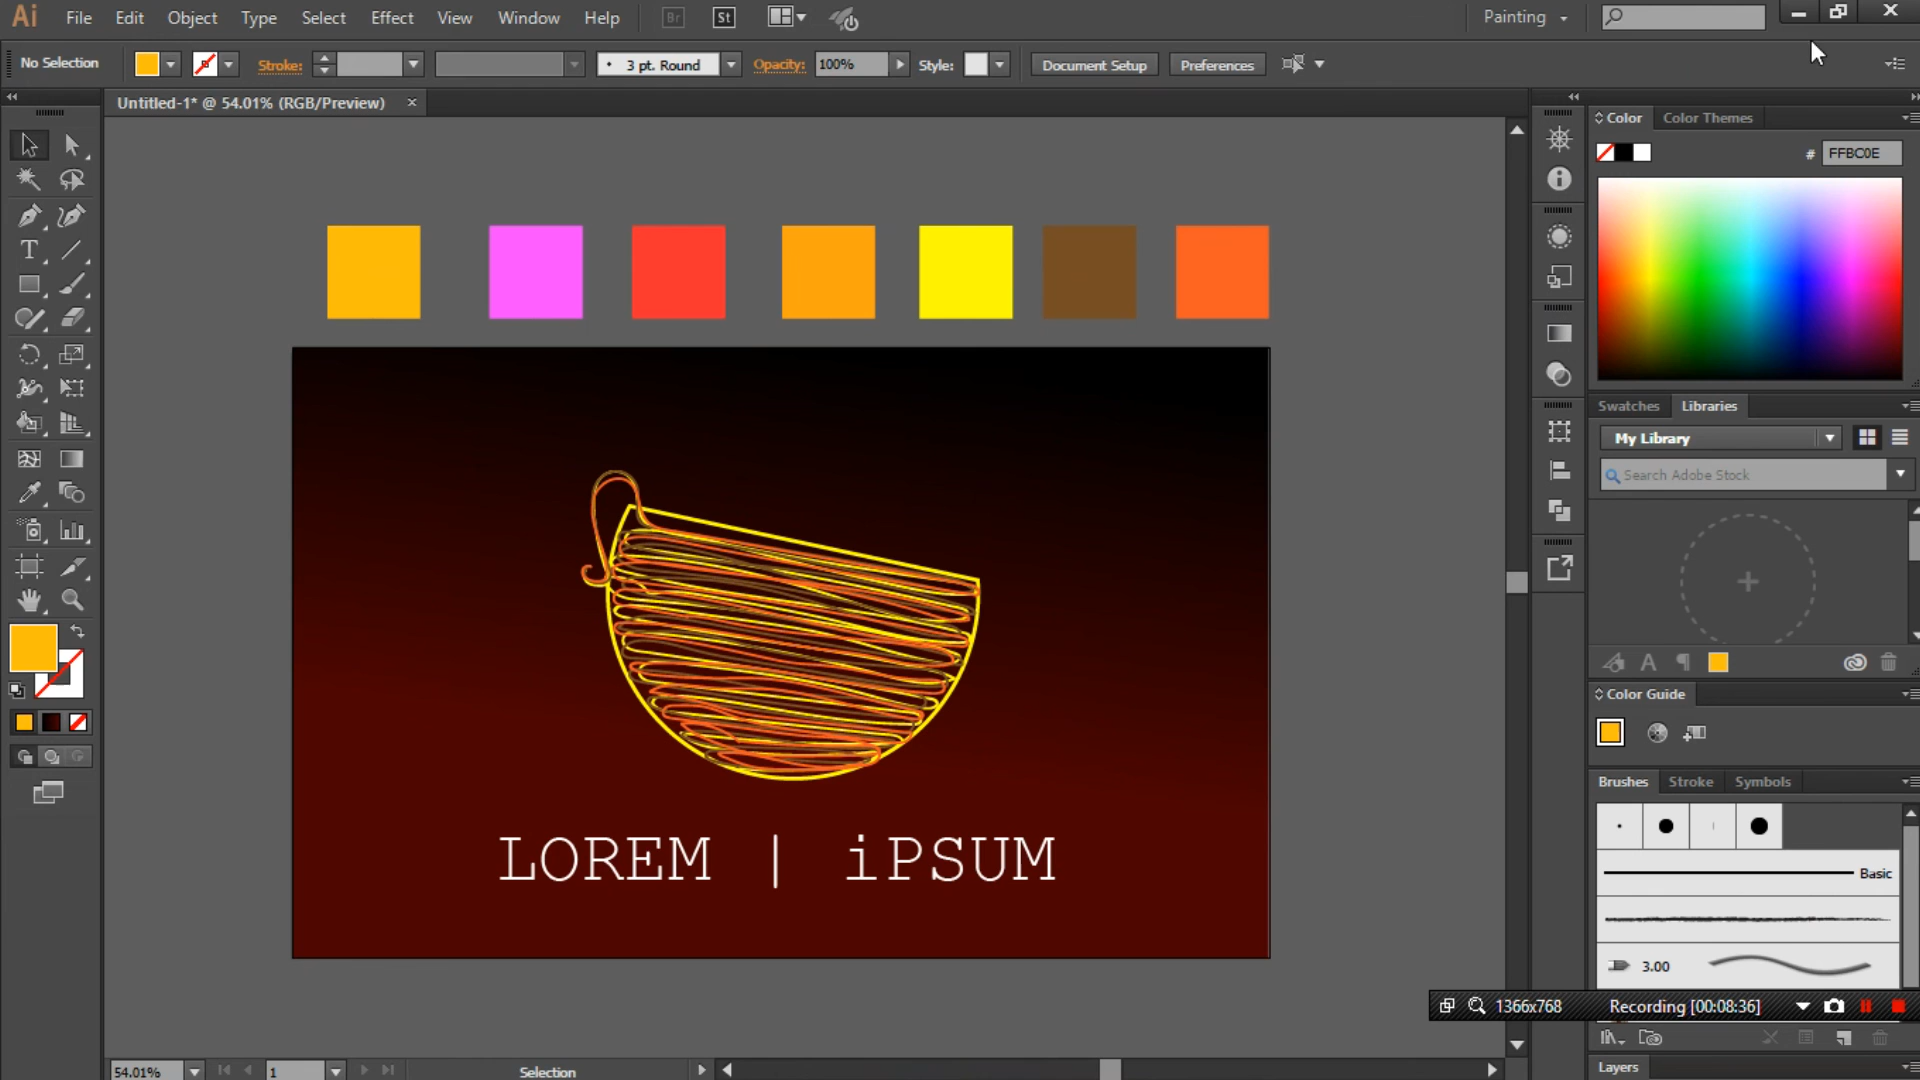 Ai File Edit Object Type Select Effect View Window Help Br St Painting
No Selection Stroke: 3 pt. Round Opacity: 100% Style: Document Setup Preferences
Untitled-1* @ 54.01% (RGB/Preview) ×
Color Color Themes
# FFBC0E
Swatches Libraries
My Library
Search Adobe Stock
Color Guide
Brushes Stroke Symbols
Basic
3.00
LOREM | iPSUM
1366x768 Recording [00:08:36]
Layers
54.01% 1 Selection